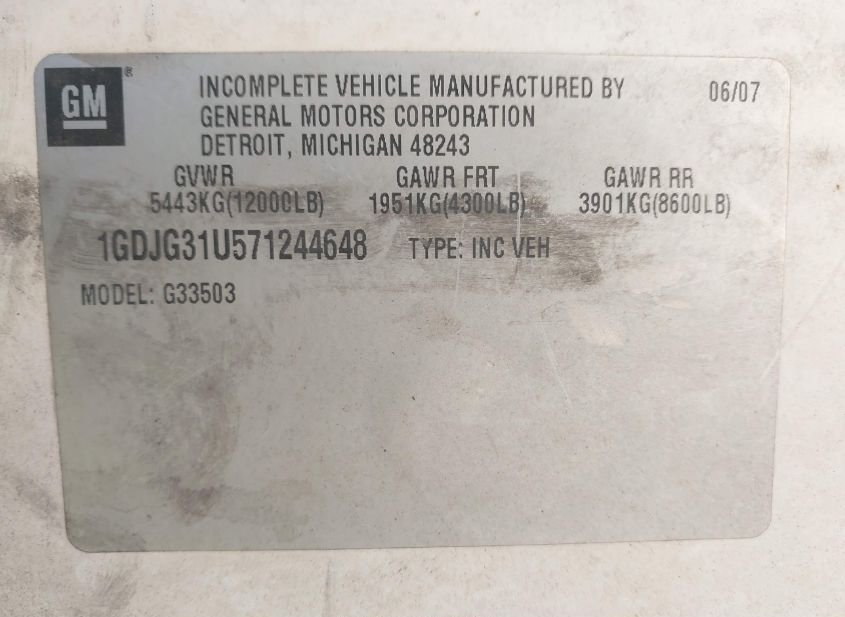 GM®
INCOMPLETE VEHICLE MANUFACTURED BY 06/07
GENERAL MOTORS CORPORATION
DETROIT, MICHIGAN 48243
GVWR GAWR FRT GAWR RR
5443KG(12000LB) 1951KG(4300LB) 3901KG(8600LB)
1GDJG31U571244648 TYPE: INC VEH
MODEL: G33503